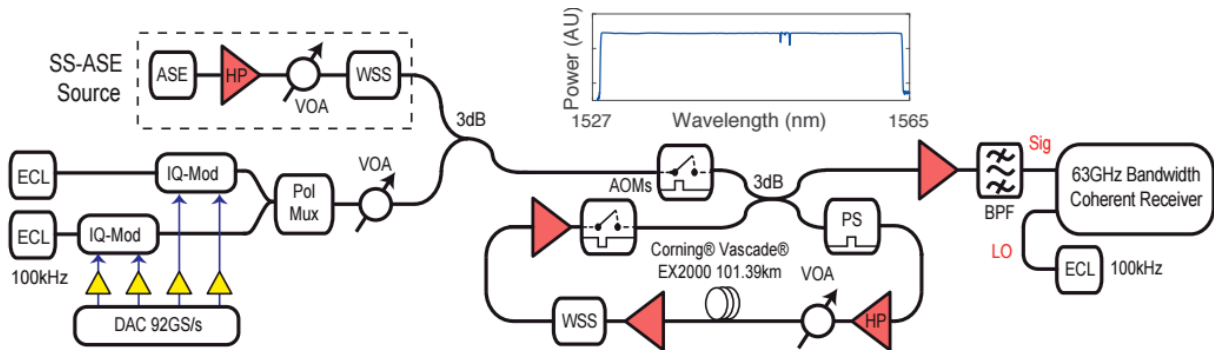 SS-ASE
Source
ASE
HP
VOA
WSS
3dB
Power (AU)
1527
Wavelength (nm)
1565
ECL
IQ-Mod
ECL
IQ-Mod
100kHz
Pol
Mux
VOA
DAC 92GS/s
AOMs
3dB
PS
Corning® Vascade®
EX2000 101.39km
VOA
HP
WSS
BPF
Sig
63GHz Bandwidth
Coherent Receiver
LO
ECL
100kHz